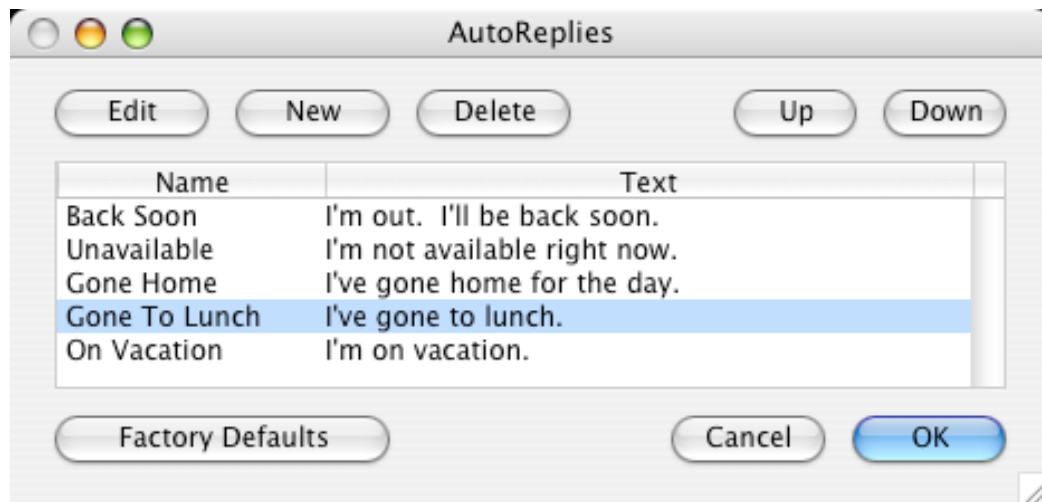 AutoReplies
Edit New Delete Up Down
Name Text
Back Soon I'm out.  I'll be back soon.
Unavailable I'm not available right now.
Gone Home I've gone home for the day.
Gone To Lunch I've gone to lunch.
On Vacation I'm on vacation.
Factory Defaults Cancel OK